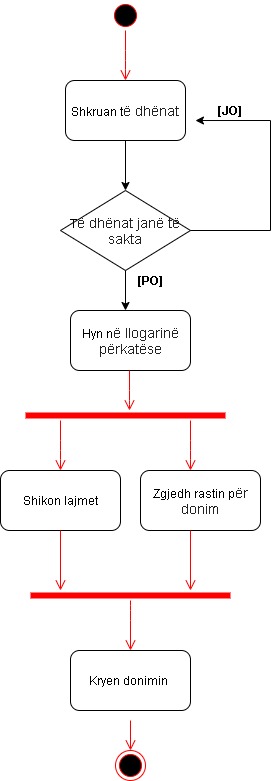 Shkruan të dhënat
[JO]
Të dhënat janë të
sakta
[PO]
Hyn në llogarinë
përkatëse
Shikon lajmet
Zgjedh rastin për
donim
Kryen donimin